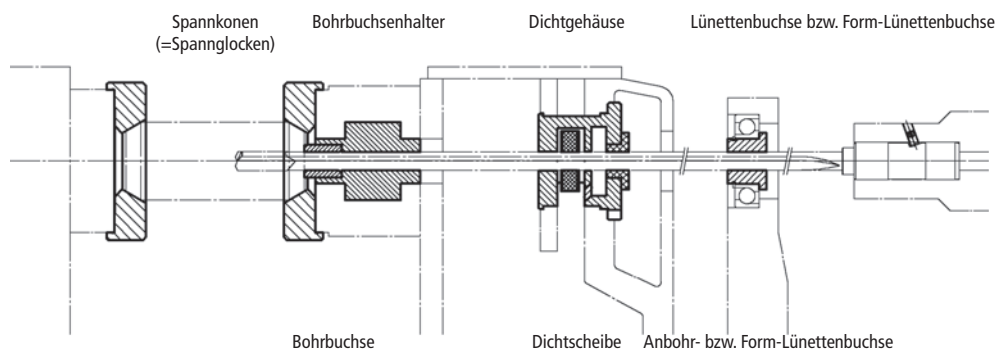 Spannkonen
(=Spannglocken)
Bohrbuchsenhalter
Dichtgehäuse
Lünettenbuchse bzw. Form-Lünettenbuchse
Bohrbuchse
Dichtscheibe
Anbohr- bzw. Form-Lünettenbuchse